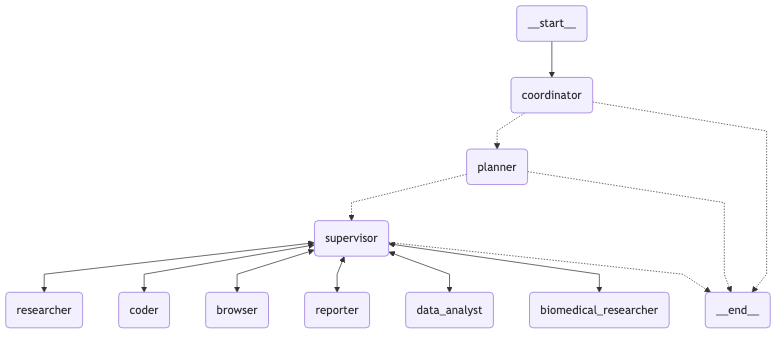 __start__
coordinator
planner
supervisor
researcher
coder
browser
reporter
data_analyst
biomedical_researcher
__end__